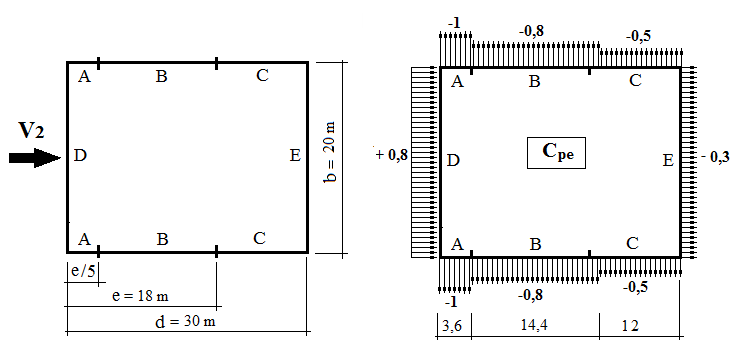 A B C
V2
D E
A B C
e/5
e = 18 m
d = 30 m
b = 20 m
-1 -0,8 -0,5
A B C
+ 0,8 D Cpe E - 0,3
A B C
-1 -0,8 -0,5
3,6 14,4 12